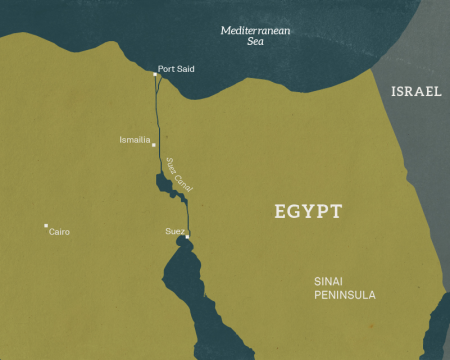 Mediterranean
Sea
Port Said
ISRAEL
Ismailia
Suez Canal
EGYPT
Cairo
Suez
SINAI
PENINSULA